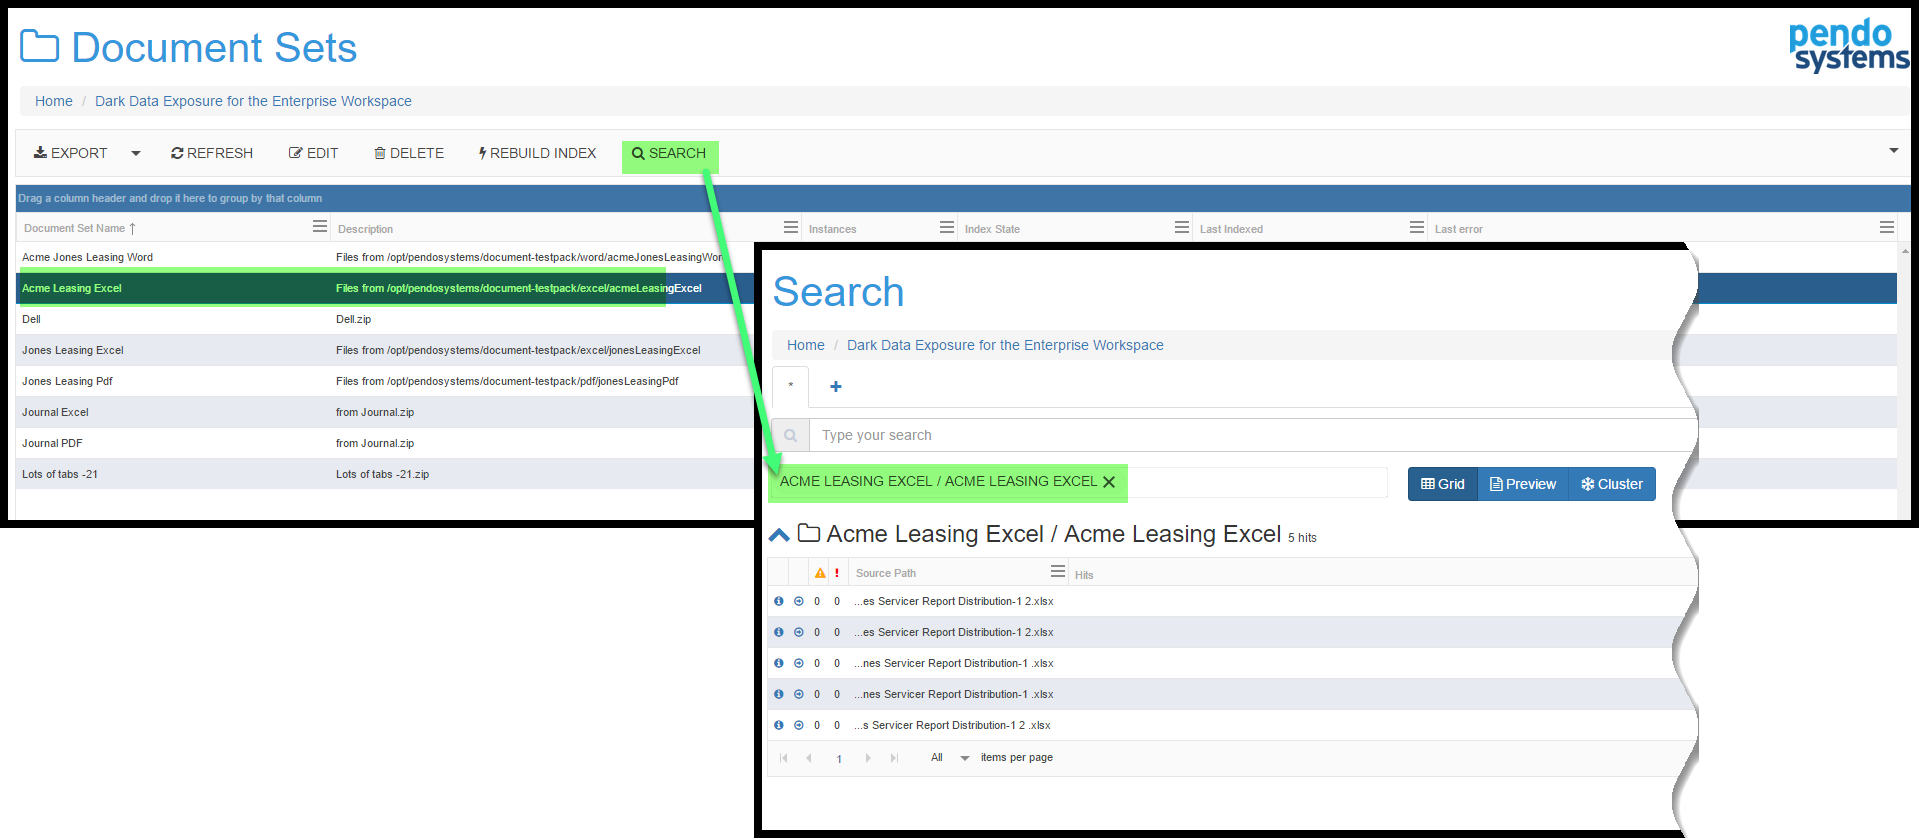 Document Sets
pendo
systems
Home / Dark Data Exposure for the Enterprise Workspace
EXPORT REFRESH EDIT DELETE REBUILD INDEX SEARCH
Drag a column header and drop it here to group by that column
Document Set Name Description Instances Index State Last Indexed Last error
Acme Jones Leasing Word Files from /opt/pendosystems/document-testpack/word/acmeJonesLeasingWor
Acme Leasing Excel Files from /opt/pendosystems/document-testpack/excel/acmeLeasingExcel
Dell Dell.zip
Jones Leasing Excel Files from /opt/pendosystems/document-testpack/excel/jonesLeasingExcel
Jones Leasing Pdf Files from /opt/pendosystems/document-testpack/pdf/jonesLeasingPdf
Journal Excel from Journal.zip
Journal PDF from Journal.zip
Lots of tabs -21 Lots of tabs -21.zip
Search
Home / Dark Data Exposure for the Enterprise Workspace
* +
Type your search
ACME LEASING EXCEL / ACME LEASING EXCEL
Grid Preview Cluster
Acme Leasing Excel / Acme Leasing Excel 5 hits
Source Path Hits
0 0 ...es Servicer Report Distribution-1 2.xlsx
0 0 ...es Servicer Report Distribution-1 2.xlsx
0 0 ...nes Servicer Report Distribution-1 .xlsx
0 0 ...nes Servicer Report Distribution-1 .xlsx
0 0 ...s Servicer Report Distribution-1 2 .xlsx
1 All items per page